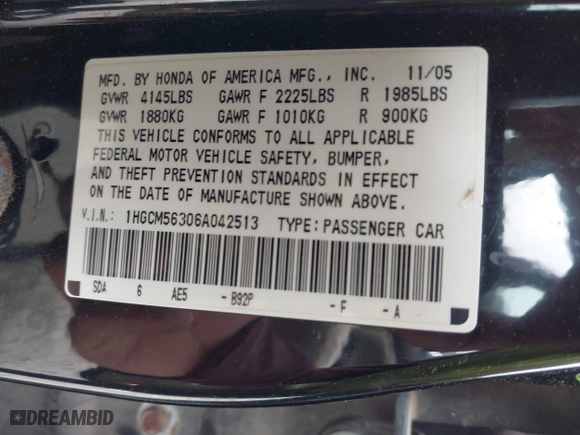 MFD. BY HONDA OF AMERICA MFG., INC. 11/05
GVWR 4145LBS GAWR F 2225LBS R 1985LBS
GVWR 1880KG GAWR F 1010KG R 900KG
THIS VEHICLE CONFORMS TO ALL APPLICABLE
FEDERAL MOTOR VEHICLE SAFETY, BUMPER,
AND THEFT PREVENTION STANDARDS IN EFFECT
ON THE DATE OF MANUFACTURE SHOWN ABOVE.
V.I.N.: 1HGCM56306A042513 TYPE: PASSENGER CAR
SDA 6 AE5 - B92P - F - A
DREAMBID